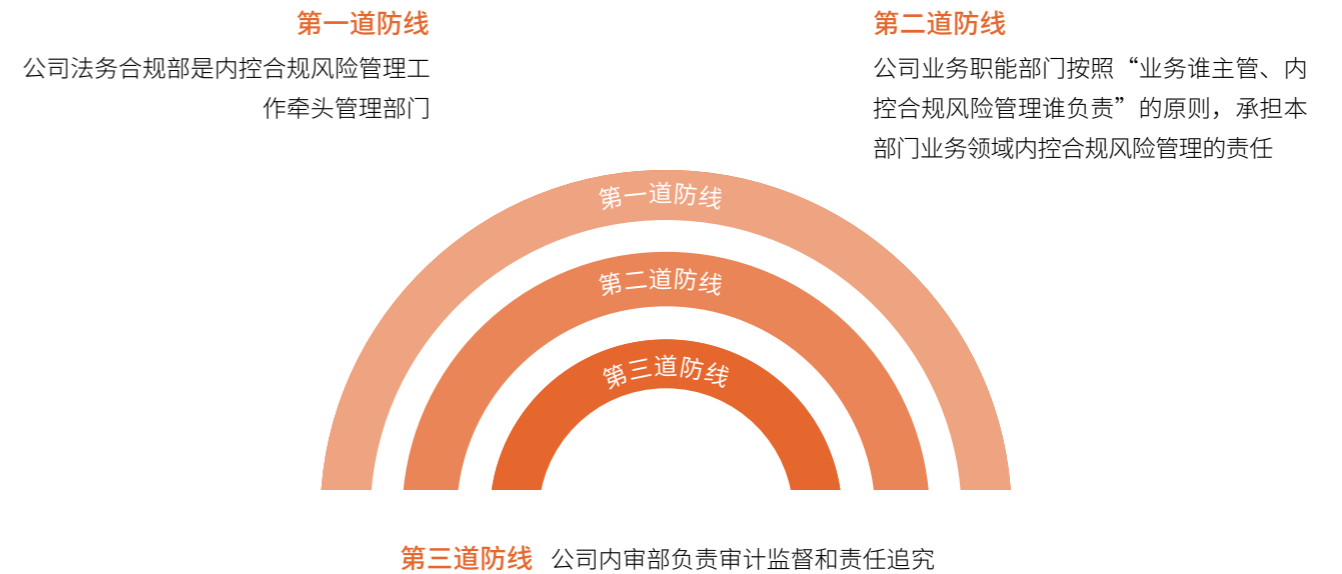 第一道防线
公司法务合规部是内控合规风险管理工
作牵头管理部门
第二道防线
公司业务职能部门按照“业务谁主管、内
控合规风险管理谁负责”的原则，承担本
部门业务领域内控合规风险管理的责任
第一道防线
第二道防线
第三道防线
第三道防线 公司内审部负责审计监督和责任追究